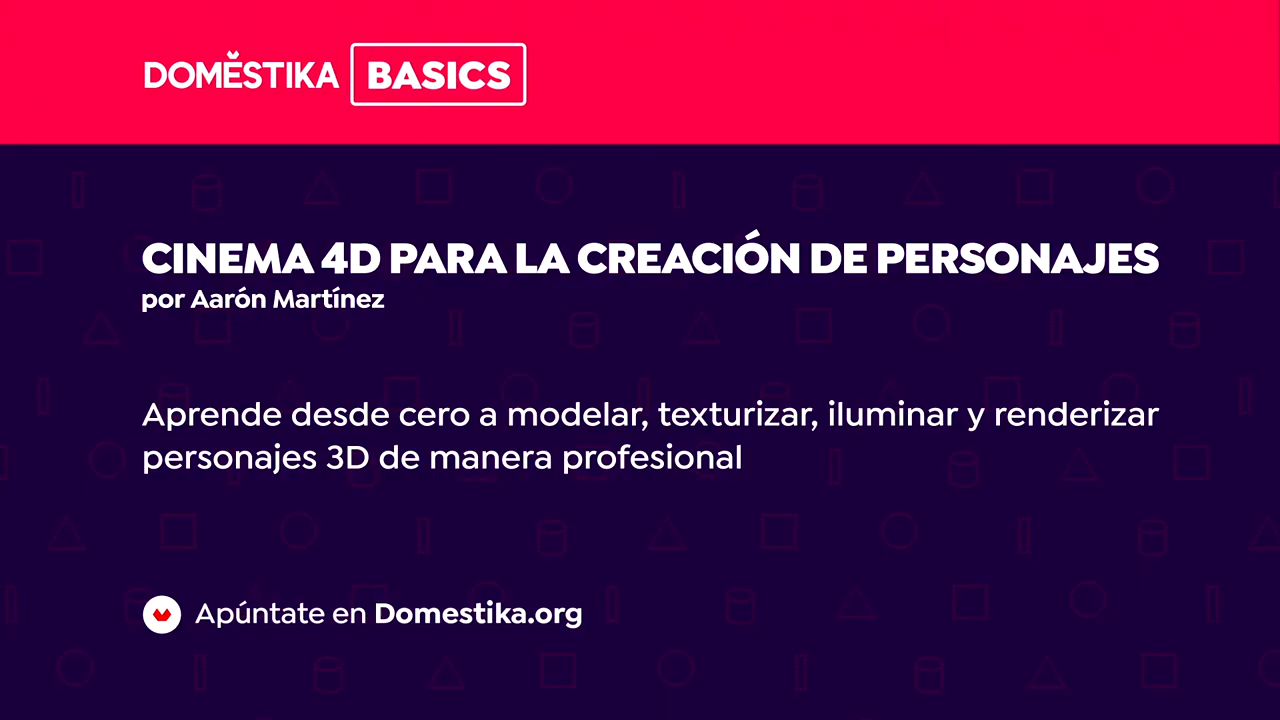 DOMESTIKA BASICS
CINEMA 4D PARA LA CREACIÓN DE PERSONAJES
por Aarón Martínez
Aprende desde cero a modelar, texturizar, iluminar y renderizar
personajes 3D de manera profesional
Apúntate en Domestika.org